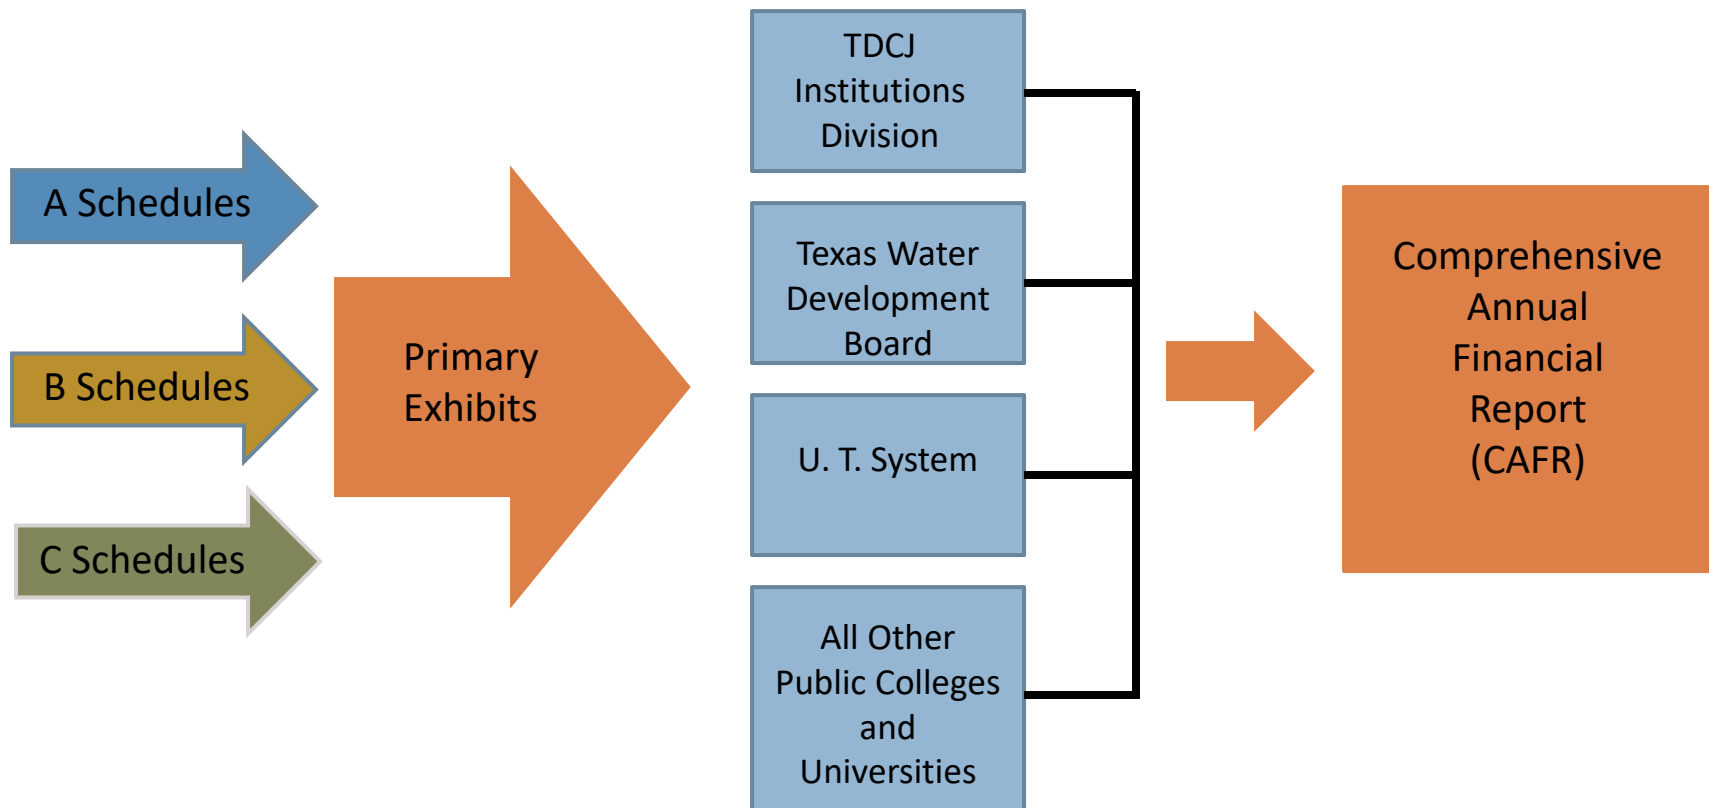 A Schedules
B Schedules
C Schedules
Primary
Exhibits
TDCJ
Institutions
Division
Texas Water
Development
Board
U. T. System
All Other
Public Colleges
and
Universities
Comprehensive
Annual
Financial
Report
(CAFR)